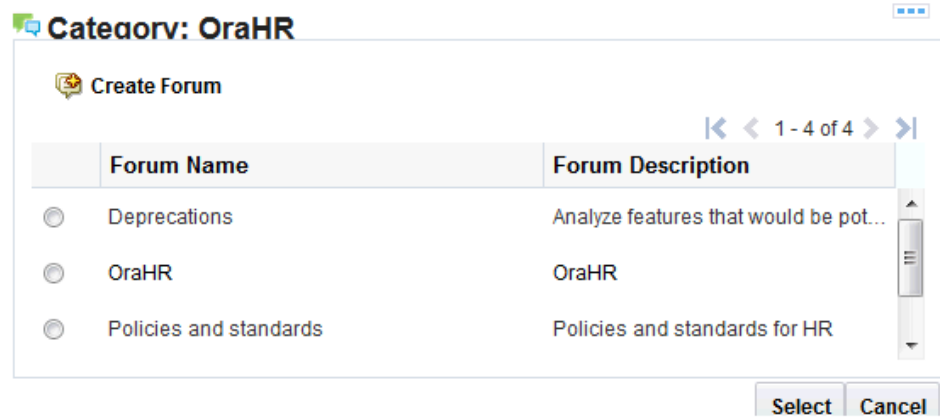 Category: OraHR
Create Forum
1 - 4 of 4
Forum Name Forum Description
Deprecations Analyze features that would be pot...
OraHR OraHR
Policies and standards Policies and standards for HR
Select Cancel